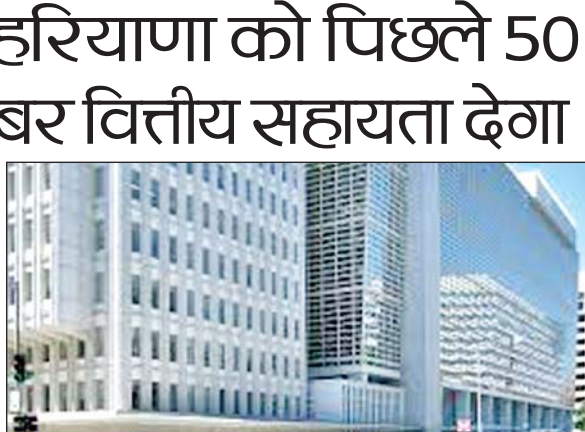 हरियाणा को पिछले 50
बर वित्तीय सहायता देगा